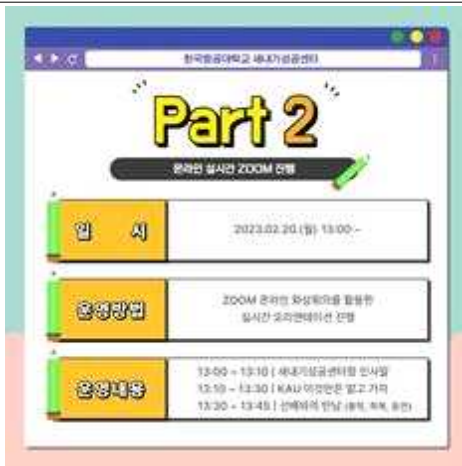 한국항공대학교 새내기성공센터
Part 2
온라인 실시간 ZOOM 진행
일 시
2023.02.20.(월) 13:00 ~
운영방법
ZOOM 온라인 화상회의를 활용한
실시간 오리엔테이션 진행
운영내용
13:00 ~ 13:10 | 새내기성공센터장 인사말
13:10 ~ 13:30 | KAU 이것만은 알고 가자
13:30 ~ 13:45 | 선배와의 만남